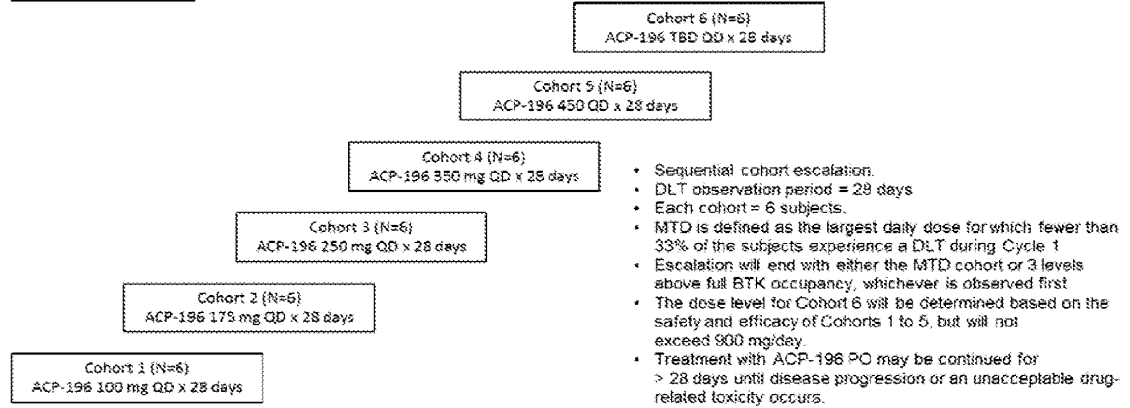 Cohort 6 (N=6)
ACP-196 TBD QD x 28 days
Cohort 5 (N=6)
ACP-196 450 QD x 28 days
Cohort 4 (N=6)
ACP-196 350 mg QD x 28 days
Cohort 3 (N=6)
ACP-196 250 mg QD x 28 days
Cohort 2 (N=6)
ACP-196 175 mg QD x 28 days
Cohort 1 (N=6)
ACP-196 100 mg QD x 28 days
• Sequential cohort escalation.
• DLT observation period = 28 days
• Each cohort = 6 subjects.
• MTD is defined as the largest daily dose for which fewer than
33% of the subjects experience a DLT during Cycle 1
• Escalation will end with either the MTD cohort or 3 levels
above full BTK occupancy, whichever is observed first
• The dose level for Cohort 6 will be determined based on the
safety and efficacy of Cohorts 1 to 5, but will not
exceed 900 mg/day.
• Treatment with ACP-196 PO may be continued for
> 28 days until disease progression or an unacceptable drug-
related toxicity occurs.